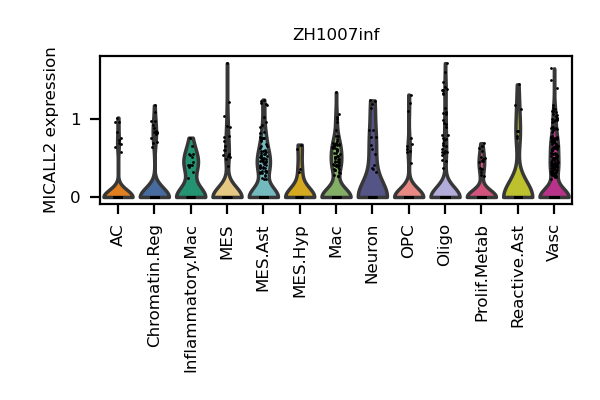 ZH1007inf
MICALL2 expression
1
0
AC
Chromatin.Reg
Inflammatory.Mac
MES
MES.Ast
MES.Hyp
Mac
Neuron
OPC
Oligo
Prolif.Metab
Reactive.Ast
Vasc